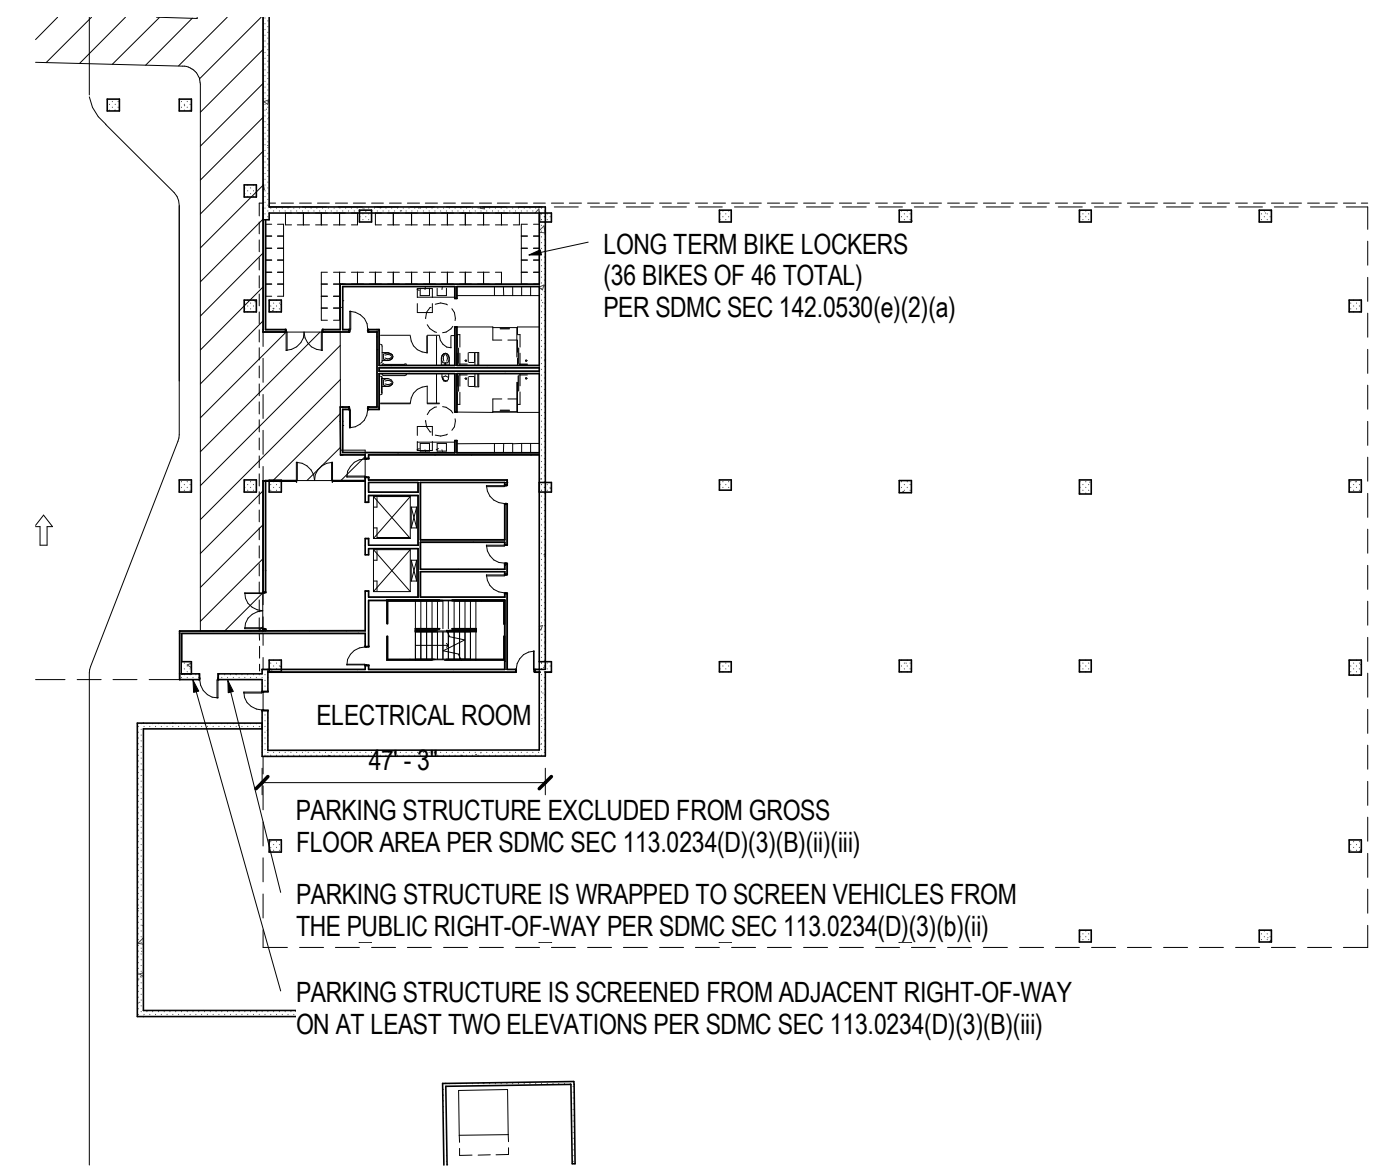 LONG TERM BIKE LOCKERS
(36 BIKES OF 46 TOTAL)
PER SDMC SEC 142.0530(e)(2)(a)
ELECTRICAL ROOM
47' - 3"
PARKING STRUCTURE EXCLUDED FROM GROSS
FLOOR AREA PER SDMC SEC 113.0234(D)(3)(B)(ii)(iii)
PARKING STRUCTURE IS WRAPPED TO SCREEN VEHICLES FROM
THE PUBLIC RIGHT-OF-WAY PER SDMC SEC 113.0234(D)(3)(b)(ii)
PARKING STRUCTURE IS SCREENED FROM ADJACENT RIGHT-OF-WAY
ON AT LEAST TWO ELEVATIONS PER SDMC SEC 113.0234(D)(3)(B)(iii)